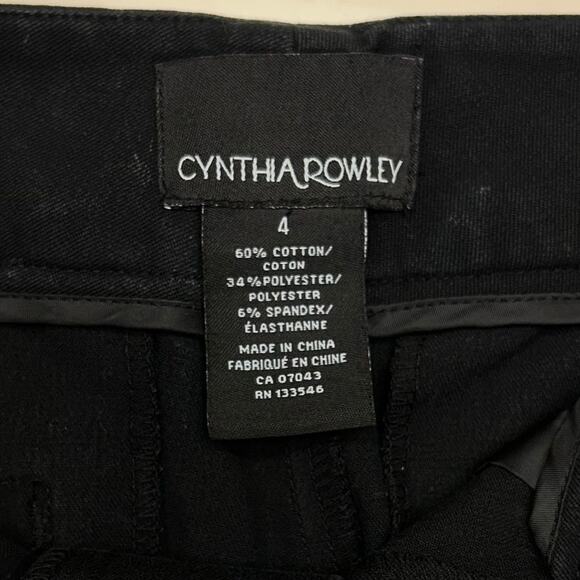 CYNTHIA ROWLEY
4
60% COTTON/
COTON
34% POLYESTER/
POLYESTER
6% SPANDEX/
ÉLASTHANNE
MADE IN CHINA
FABRIQUÉ EN CHINE
CA 07043
RN 133546